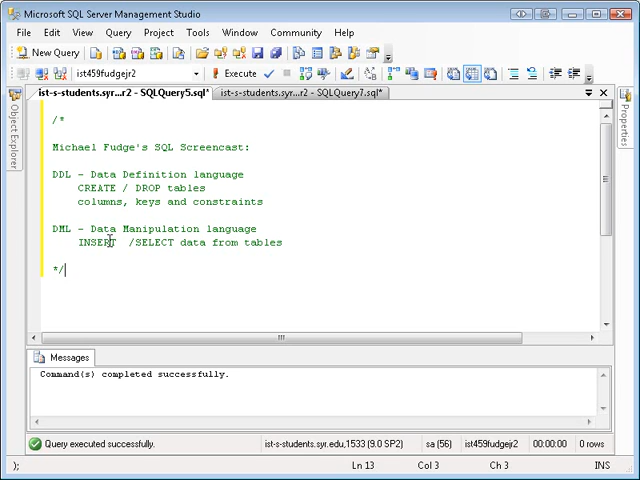 Microsoft SQL Server Management Studio
File Edit View Query Project Tools Window Community Help
New Query
ist459fudgejr2 Execute
ist-s-students.syr...r2 - SQLQuery5.sql* ist-s-students.syr...r2 - SQLQuery7.sql*
Object Explorer
Properties
/*
Michael Fudge's SQL Screencast:
DDL - Data Definition language
CREATE / DROP tables
columns, keys and constraints
DML - Data Manipulation language
INSERT /SELECT data from tables
*/
Messages
Command(s) completed successfully.
Query executed successfully. ist-s-students.syr.edu,1533 (9.0 SP2) sa (56) ist459fudgejr2 00:00:00 0 rows
); Ln 13 Col 3 Ch 3 INS